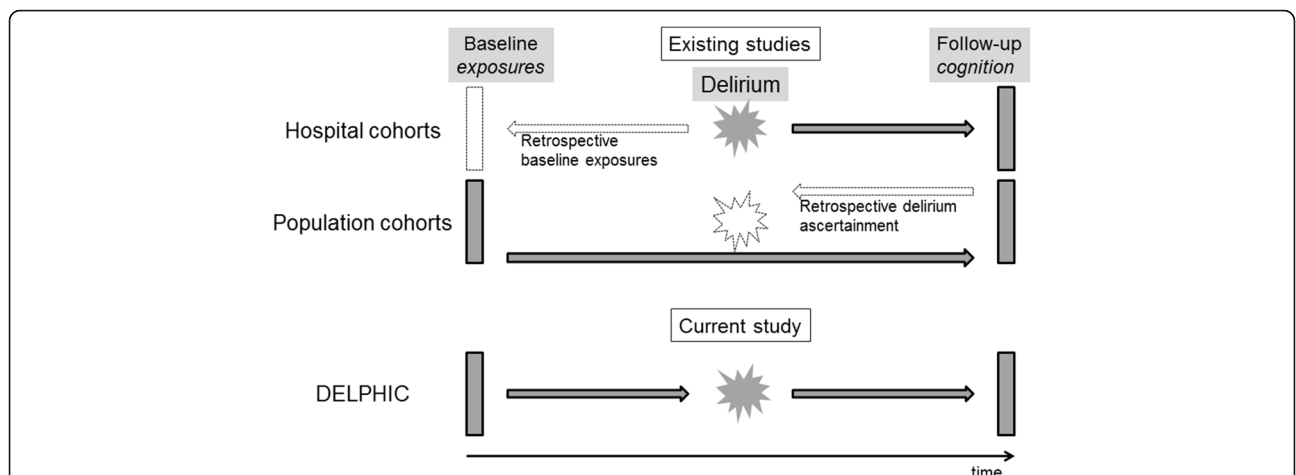 Baseline
exposures
Existing studies
Follow-up
cognition
Delirium
Hospital cohorts
Retrospective
baseline exposures
Population cohorts
Retrospective delirium
ascertainment
Current study
DELPHIC
time